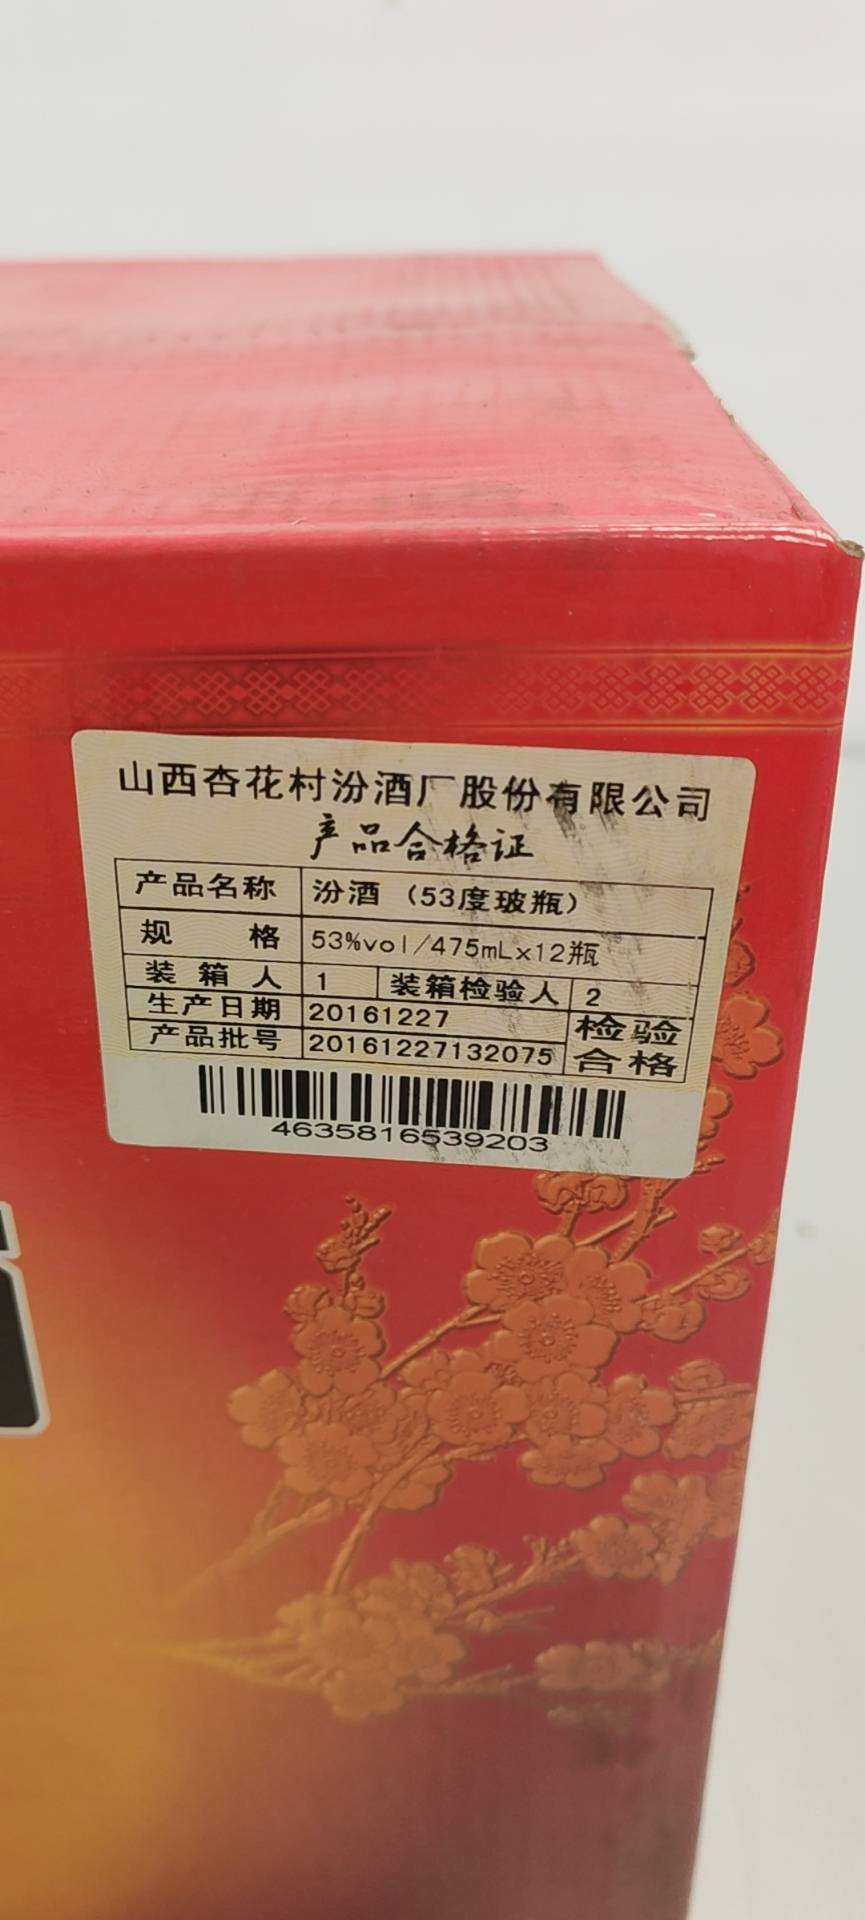 山西杏花村汾酒厂股份有限公司
产品合格证
产品名称 汾酒（53度玻瓶）
规 格 53%vol/475mL×12瓶
装箱人 1 装箱检验人 2
生产日期 20161227 检验
产品批号 20161227132075 合格
4635816539203